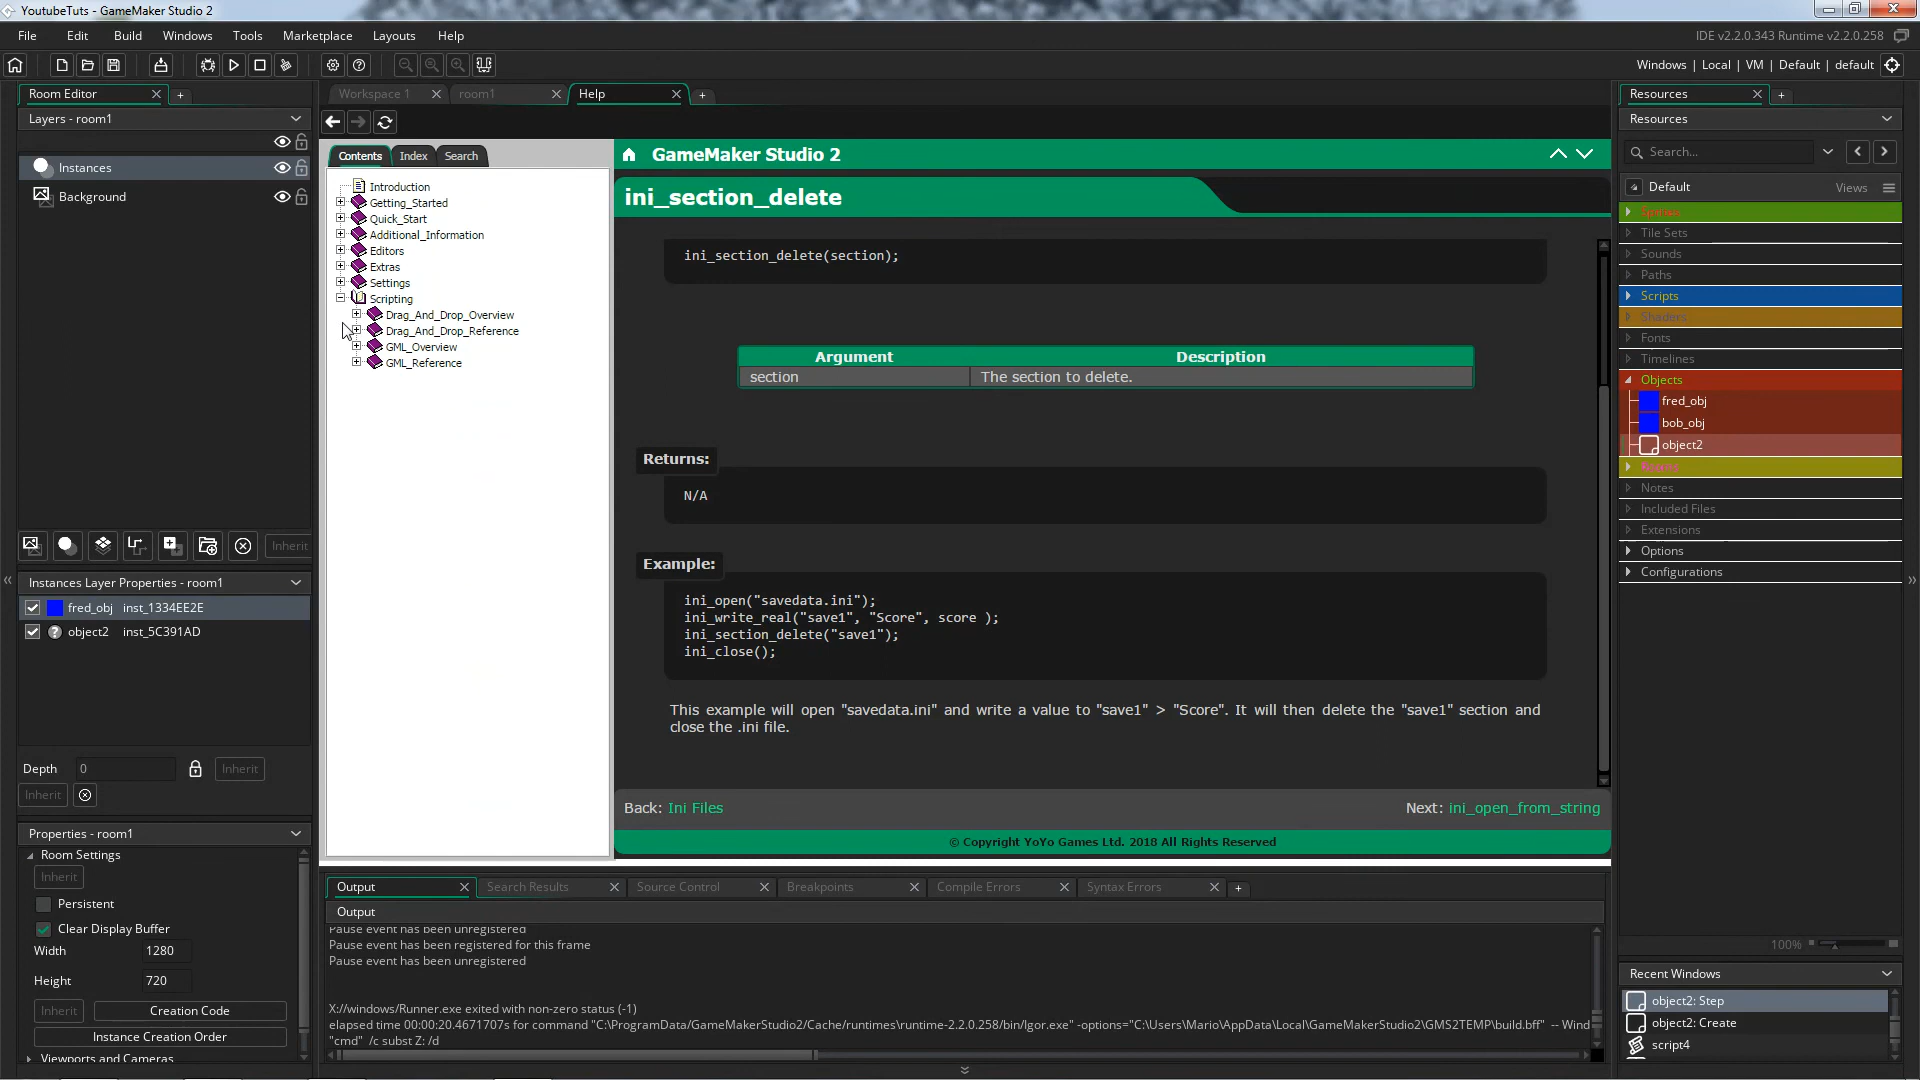 YoutubeTuts - GameMaker Studio 2
File Edit Build Windows Tools Marketplace Layouts Help
IDE v2.2.0.343 Runtime v2.2.0.258
Windows | Local | VM | Default | default
Room Editor
Layers - room1
Instances
Background
Inherit
Instances Layer Properties - room1
fred_obj inst_1334EE2E
object2 inst_5C391AD
Depth 0 Inherit
Inherit
Properties - room1
Room Settings
Inherit
Persistent
Clear Display Buffer
Width 1280
Height 720
Inherit Creation Code
Instance Creation Order
Viewports and Cameras
Workspace 1 room1 Help
Contents Index Search
Introduction
Getting_Started
Quick_Start
Additional_Information
Editors
Extras
Settings
Scripting
Drag_And_Drop_Overview
Drag_And_Drop_Reference
GML_Overview
GML_Reference
GameMaker Studio 2
ini_section_delete
ini_section_delete(section);
Argument Description
section The section to delete.
Returns:
N/A
Example:
ini_open("savedata.ini");
ini_write_real("save1", "Score", score );
ini_section_delete("save1");
ini_close();
This example will open "savedata.ini" and write a value to "save1" > "Score". It will then delete the "save1" section and
close the .ini file.
Back: Ini Files
Next: ini_open_from_string
© Copyright YoYo Games Ltd. 2018 All Rights Reserved
Output Search Results Source Control Breakpoints Compile Errors Syntax Errors
Output
Pause event has been unregistered
Pause event has been registered for this frame
Pause event has been unregistered
X://windows/Runner.exe exited with non-zero status (-1)
elapsed time 00:00:20.4671707s for command "C:\ProgramData/GameMakerStudio2/Cache/runtimes\runtime-2.2.0.258/bin/Igor.exe" -options="C:\Users\Mario\AppData\Local\GameMakerStudio2\GMS2TEMP\build.bff" -- Wind
"cmd" /c subst Z: /d
Resources
Resources
Search...
Default Views
Sprites
Tile Sets
Sounds
Paths
Scripts
Shaders
Fonts
Timelines
Objects
fred_obj
bob_obj
object2
Rooms
Notes
Included Files
Extensions
Options
Configurations
100%
Recent Windows
object2: Step
object2: Create
script4